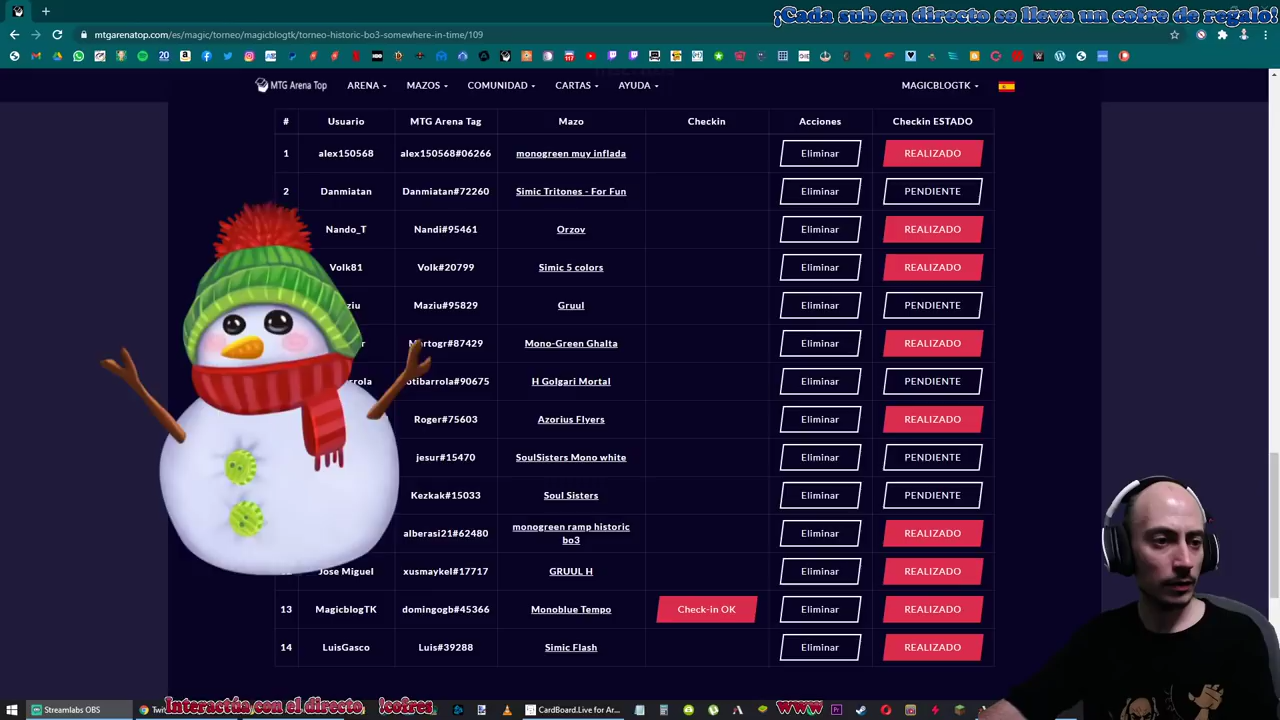 ¡Cada sub en directo se lleva un cofre de regalo!
mtgarenatop.com/es/magic/torneo/magicblogtk/torneo-historic-bo3-somewhere-in-time/109
MTG Arena Top ARENA MAZOS COMUNIDAD CARTAS AYUDA MAGICBLOGTK
# Usuario MTG Arena Tag Mazo Checkin Acciones Checkin ESTADO
1 alex150568 alex150568#06266 monogreen muy inflada Eliminar REALIZADO
2 Danmiatan Danmiatan#72260 Simic Tritones - For Fun Eliminar PENDIENTE
Nando_T Nandi#95461 Orzov Eliminar REALIZADO
Volk81 Volk#20799 Simic 5 colors Eliminar REALIZADO
Maziu#95829 Gruul Eliminar PENDIENTE
Mono-Green Ghalta Eliminar REALIZADO
H Golgari Mortal Eliminar PENDIENTE
Roger#75603 Azorius Flyers Eliminar REALIZADO
jesur#15470 SoulSisters Mono white Eliminar PENDIENTE
Kezkak#15033 Soul Sisters Eliminar PENDIENTE
alberasi21#62480 monogreen ramp historic bo3 Eliminar REALIZADO
Jose Miguel xusmaykel#17717 GRUUL H Eliminar REALIZADO
13 MagicblogTK domingogb#45366 Monoblue Tempo Check-in OK Eliminar REALIZADO
14 LuisGasco Luis#39288 Simic Flash Eliminar REALIZADO
Interactúa con el directo !cofres www
Streamlabs OBS CardBoard.Live for Ar...